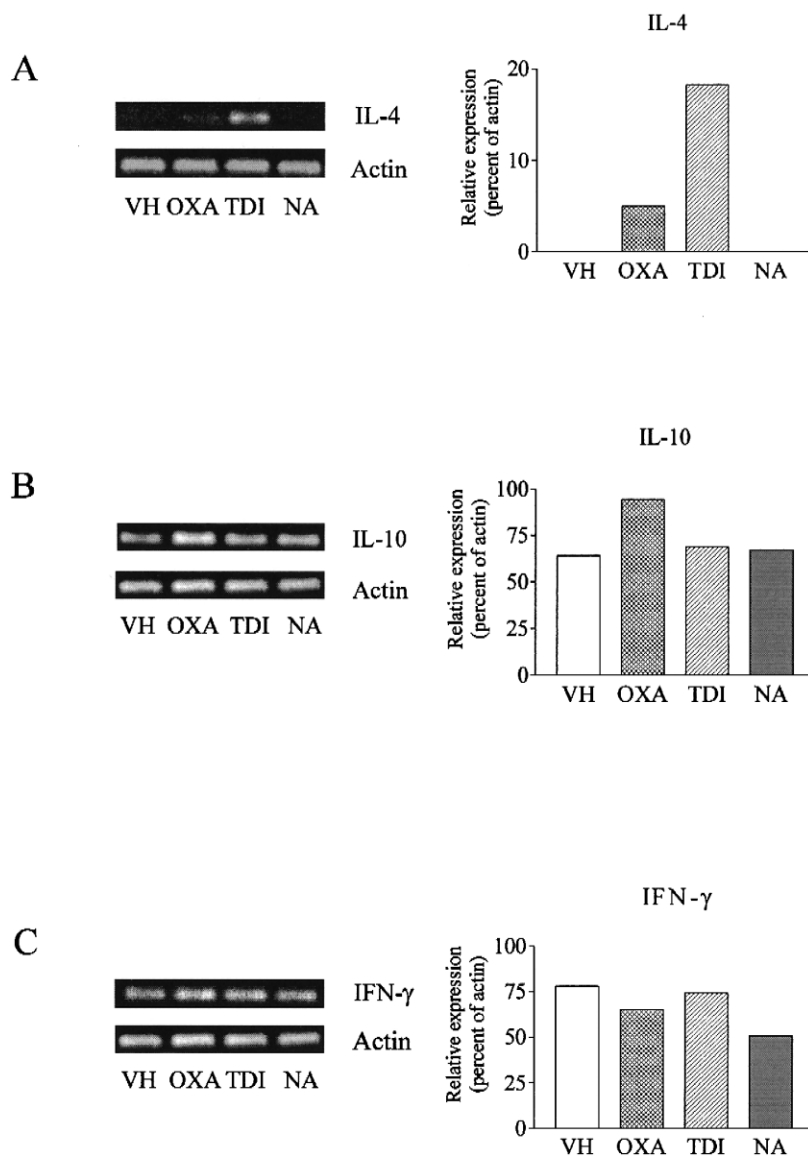 A
IL-4
Actin
VH OXA TDI NA
IL-4
Relative expression
(percent of actin)
20
10
0
VH OXA TDI NA
B
IL-10
Actin
VH OXA TDI NA
IL-10
Relative expression
(percent of actin)
100
75
50
25
0
VH OXA TDI NA
C
IFN-γ
Actin
VH OXA TDI NA
IFN-γ
Relative expression
(percent of actin)
100
75
50
25
0
VH OXA TDI NA